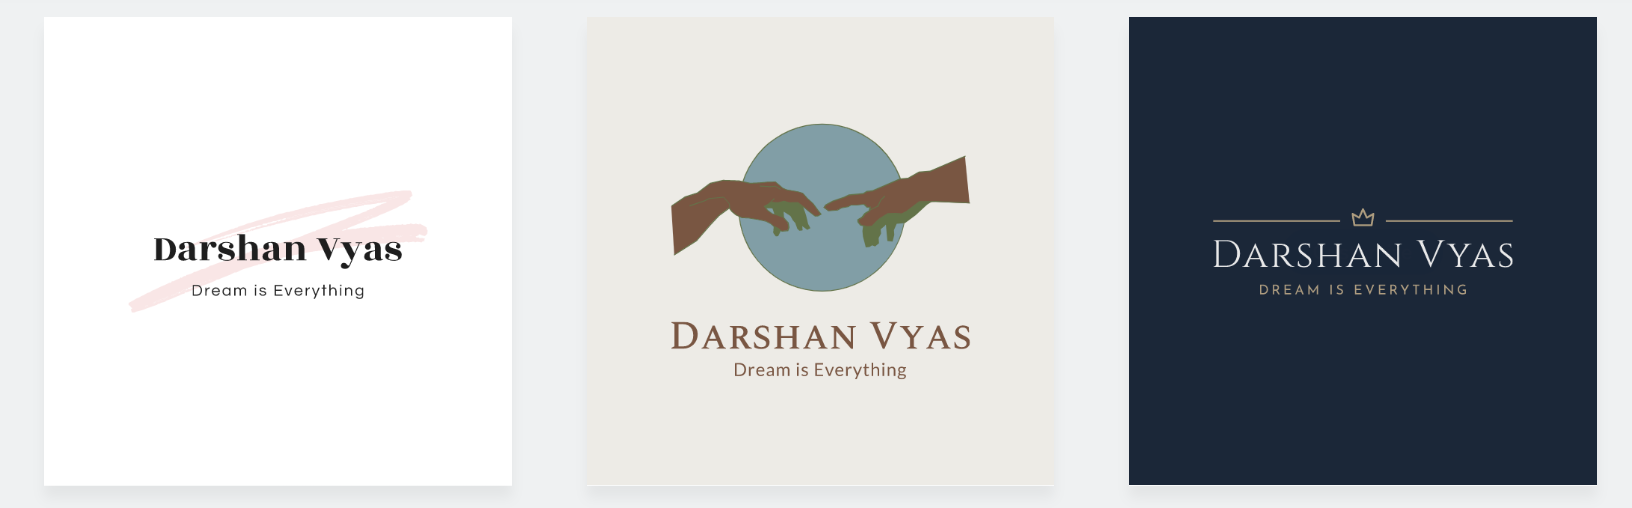 Darshan Vyas
Dream is Everything
DARSHAN VYAS
Dream is Everything
DARSHAN VYAS
DREAM IS EVERYTHING